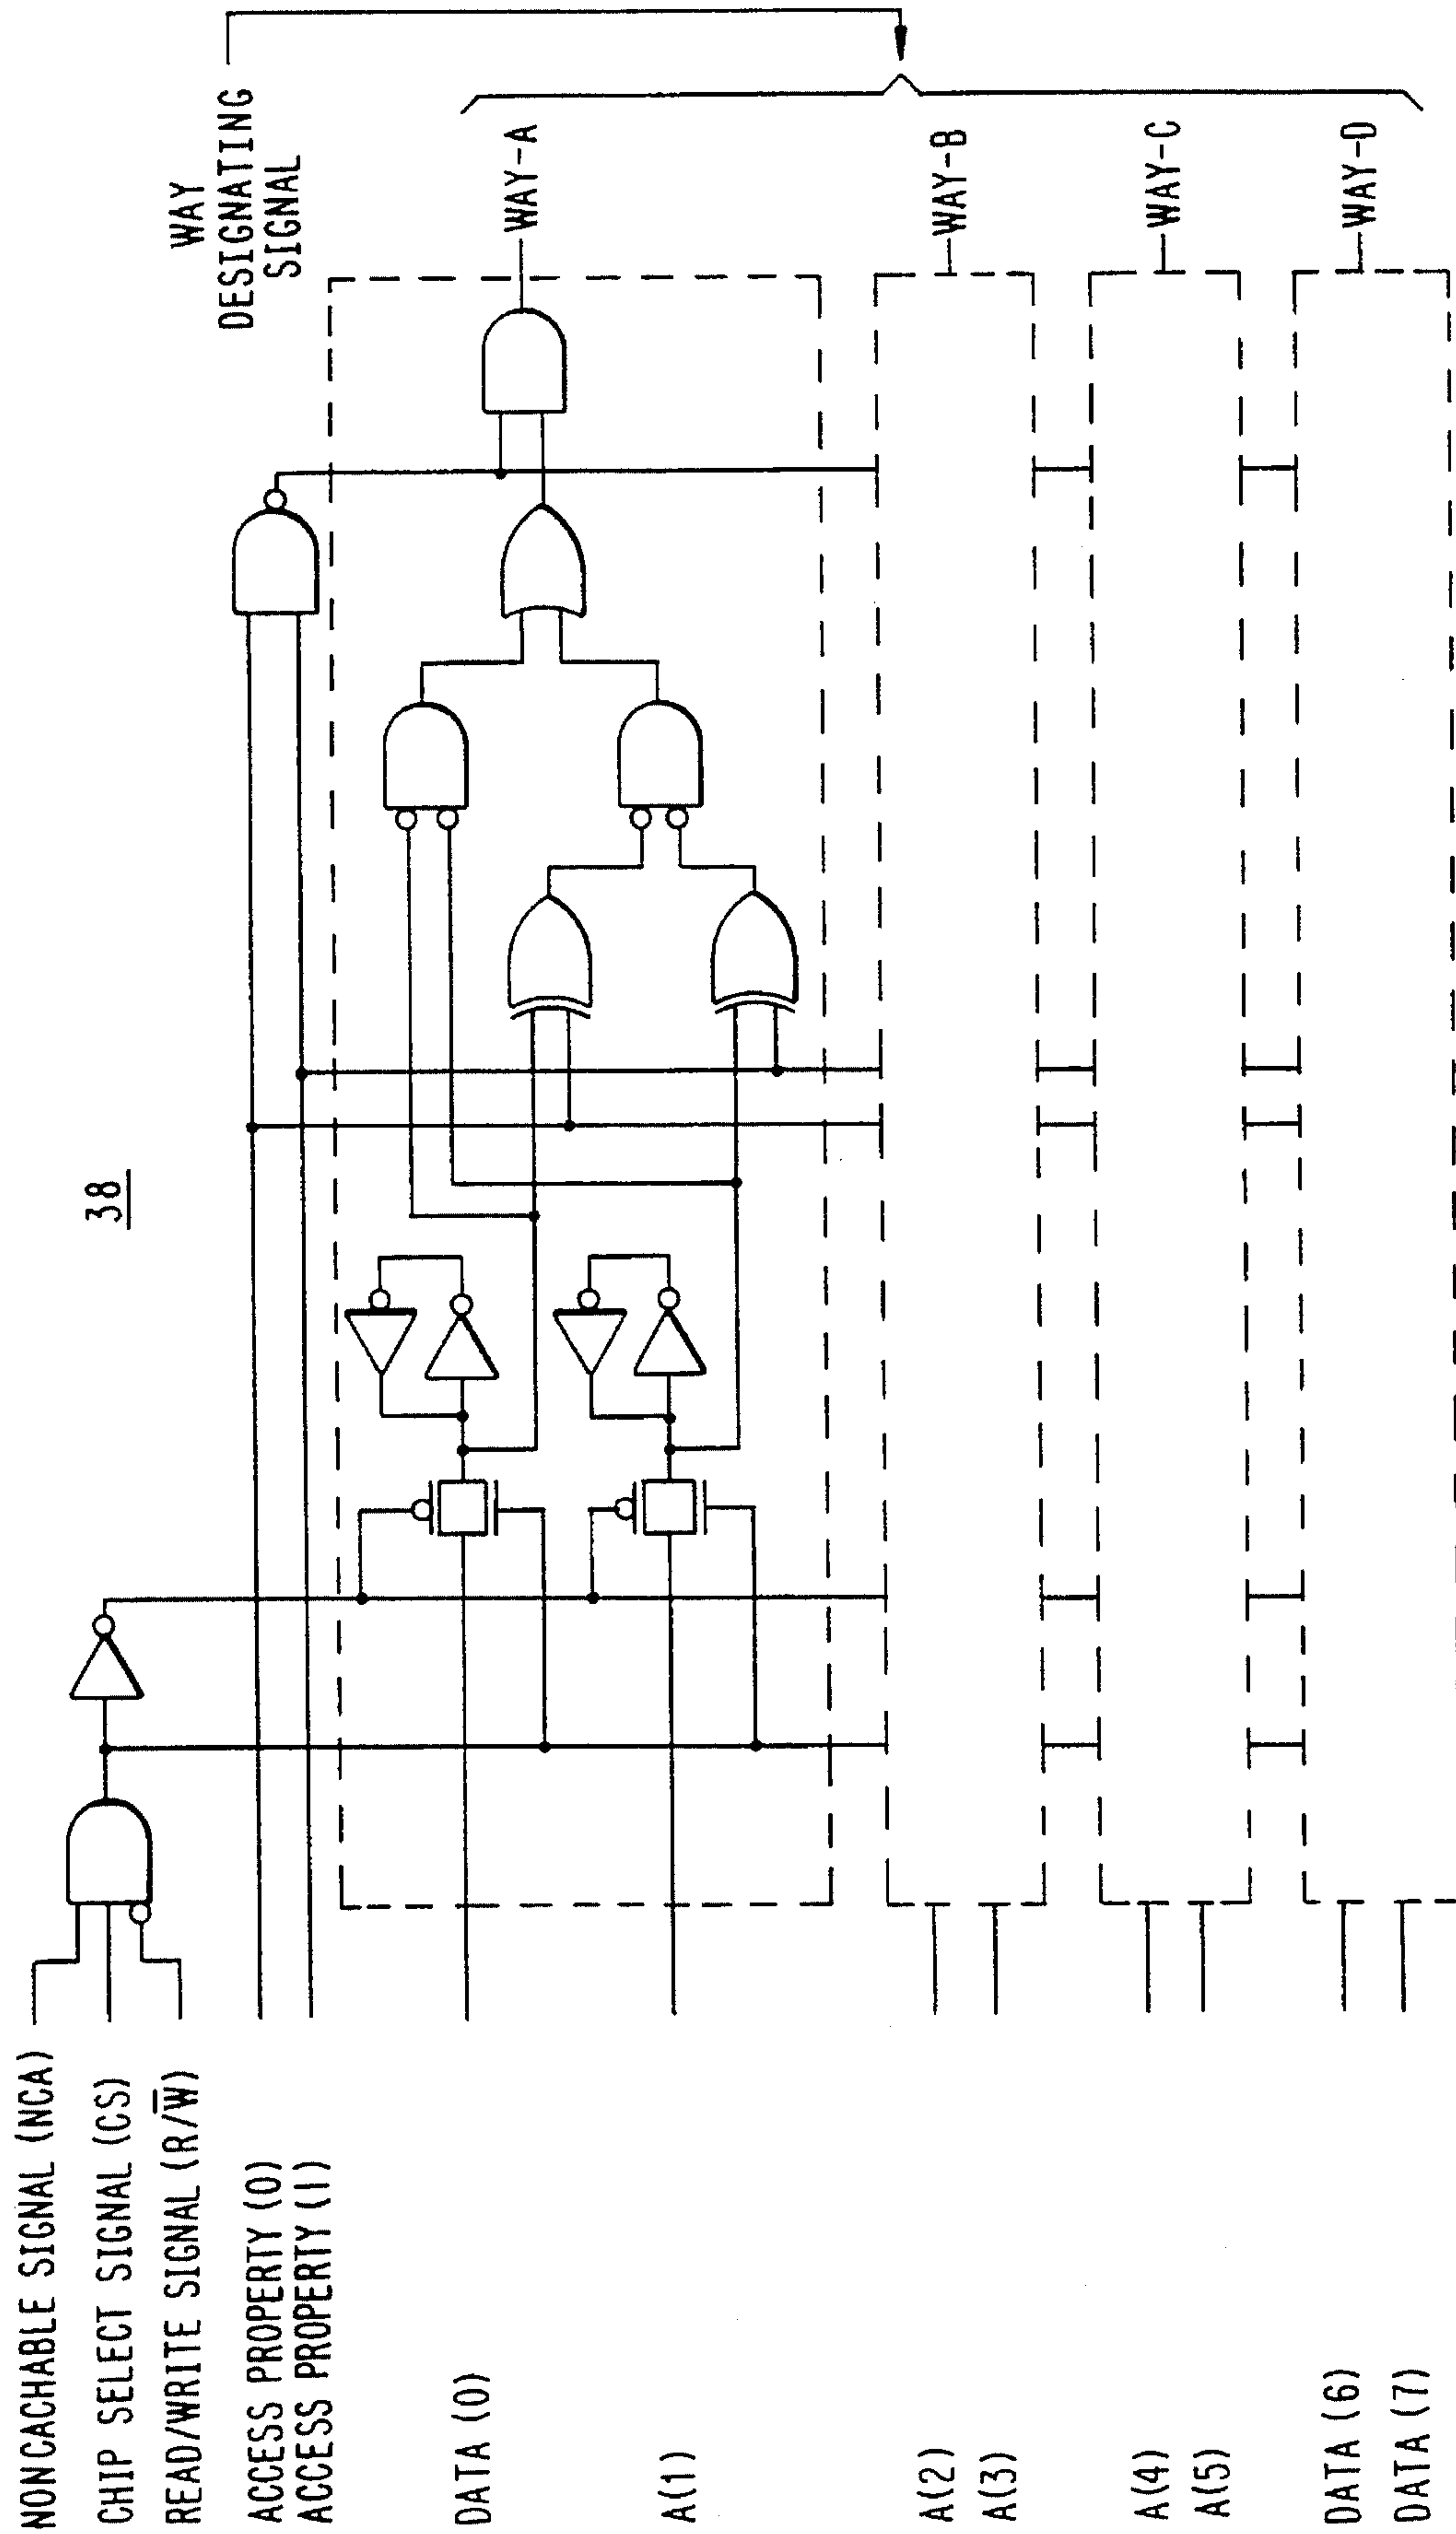 38
NONCACHABLE SIGNAL (NCA)
CHIP SELECT SIGNAL (CS)
READ/WRITE SIGNAL (R/W̅)
ACCESS PROPERTY (0)
ACCESS PROPERTY (1)
DATA (0)
A(1)
A(2)
A(3)
A(4)
A(5)
DATA (6)
DATA (7)
WAY
DESIGNATING
SIGNAL
WAY-A
WAY-B
WAY-C
WAY-D